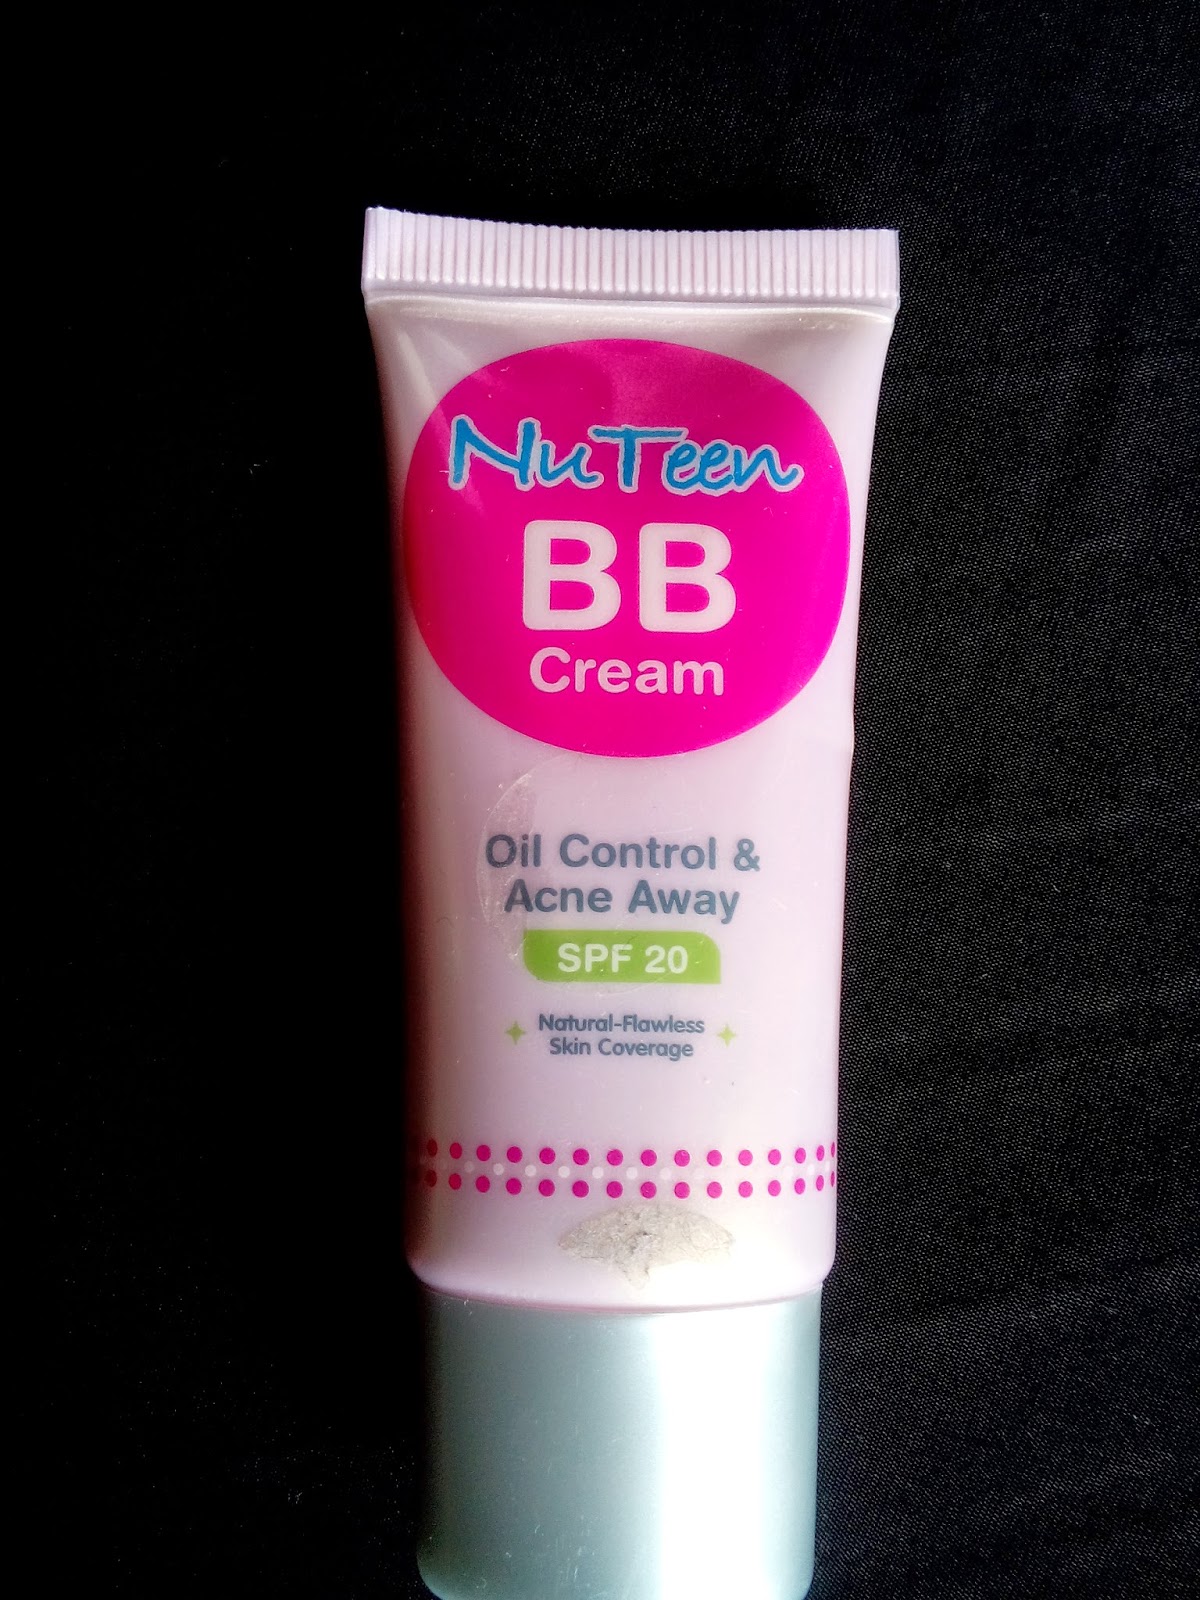 NuTeen
BB
Cream
Oil Control &
Acne Away
SPF 20
Natural-Flawless
Skin Coverage